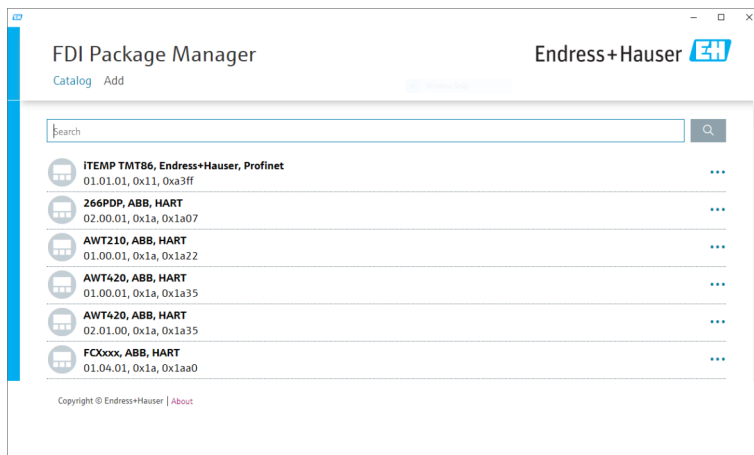 EH
FDI Package Manager
Endress+Hauser EH
Catalog Add
Search
iTEMP TMT86, Endress+Hauser, Profinet
01.01.01, 0x11, 0xa3ff
266PDP, ABB, HART
02.00.01, 0x1a, 0x1a07
AWT210, ABB, HART
01.00.01, 0x1a, 0x1a22
AWT420, ABB, HART
01.00.01, 0x1a, 0x1a35
AWT420, ABB, HART
02.01.00, 0x1a, 0x1a35
FCXxxx, ABB, HART
01.04.01, 0x1a, 0x1aa0
Copyright © Endress+Hauser | About